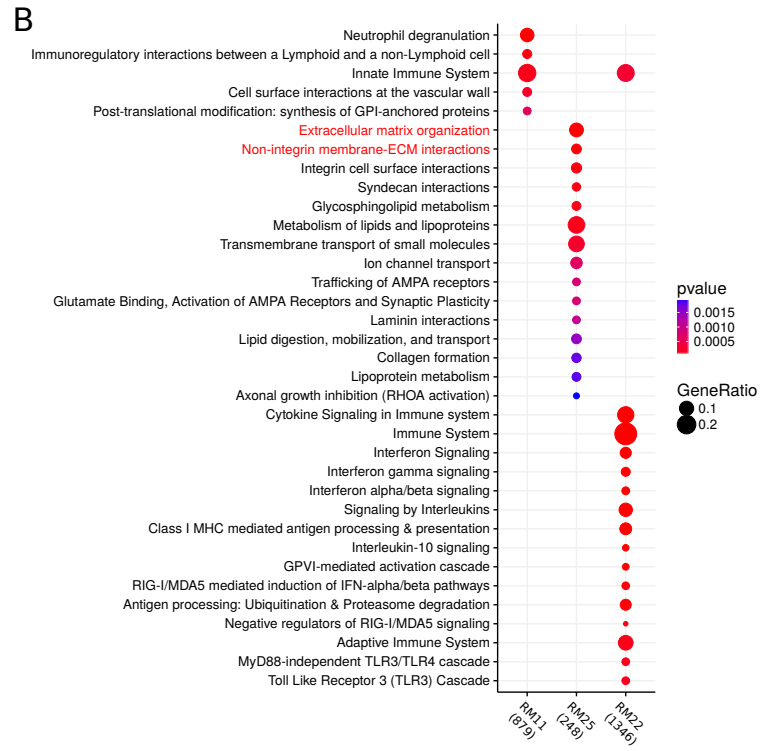 B
Neutrophil degranulation
Immunoregulatory interactions between a Lymphoid and a non-Lymphoid cell
Innate Immune System
Cell surface interactions at the vascular wall
Post-translational modification: synthesis of GPI-anchored proteins
Extracellular matrix organization
Non-integrin membrane-ECM interactions
Integrin cell surface interactions
Syndecan interactions
Glycosphingolipid metabolism
Metabolism of lipids and lipoproteins
Transmembrane transport of small molecules
Ion channel transport
Trafficking of AMPA receptors
Glutamate Binding, Activation of AMPA Receptors and Synaptic Plasticity
Laminin interactions
Lipid digestion, mobilization, and transport
Collagen formation
Lipoprotein metabolism
Axonal growth inhibition (RHOA activation)
Cytokine Signaling in Immune system
Immune System
Interferon Signaling
Interferon gamma signaling
Interferon alpha/beta signaling
Signaling by Interleukins
Class I MHC mediated antigen processing & presentation
Interleukin-10 signaling
GPVI-mediated activation cascade
RIG-I/MDA5 mediated induction of IFN-alpha/beta pathways
Antigen processing: Ubiquitination & Proteasome degradation
Negative regulators of RIG-I/MDA5 signaling
Adaptive Immune System
MyD88-independent TLR3/TLR4 cascade
Toll Like Receptor 3 (TLR3) Cascade
RM11
(879)
RM25
(248)
RM22
(1346)
pvalue
0.0015
0.0010
0.0005
GeneRatio
0.1
0.2